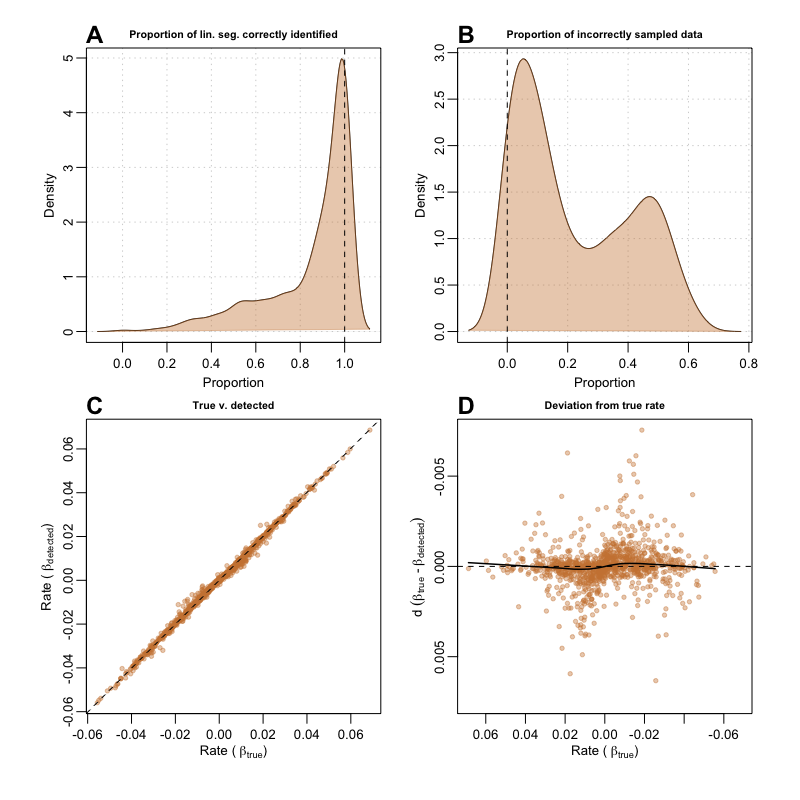 A Proportion of lin. seg. correctly identified
Density
0 1 2 3 4 5
0.0 0.2 0.4 0.6 0.8 1.0
Proportion
B Proportion of incorrectly sampled data
Density
0.0 0.5 1.0 1.5 2.0 2.5 3.0
0.0 0.2 0.4 0.6 0.8
Proportion
C True v. detected
Rate ( βdetected)
-0.06 -0.04 -0.02 0.00 0.02 0.04 0.06
-0.06 -0.04 -0.02 0.00 0.02 0.04 0.06
Rate ( βtrue)
D Deviation from true rate
d (βtrue - βdetected)
0.005 0.000 -0.005
0.06 0.04 0.02 0.00 -0.02 -0.06
Rate ( βtrue)